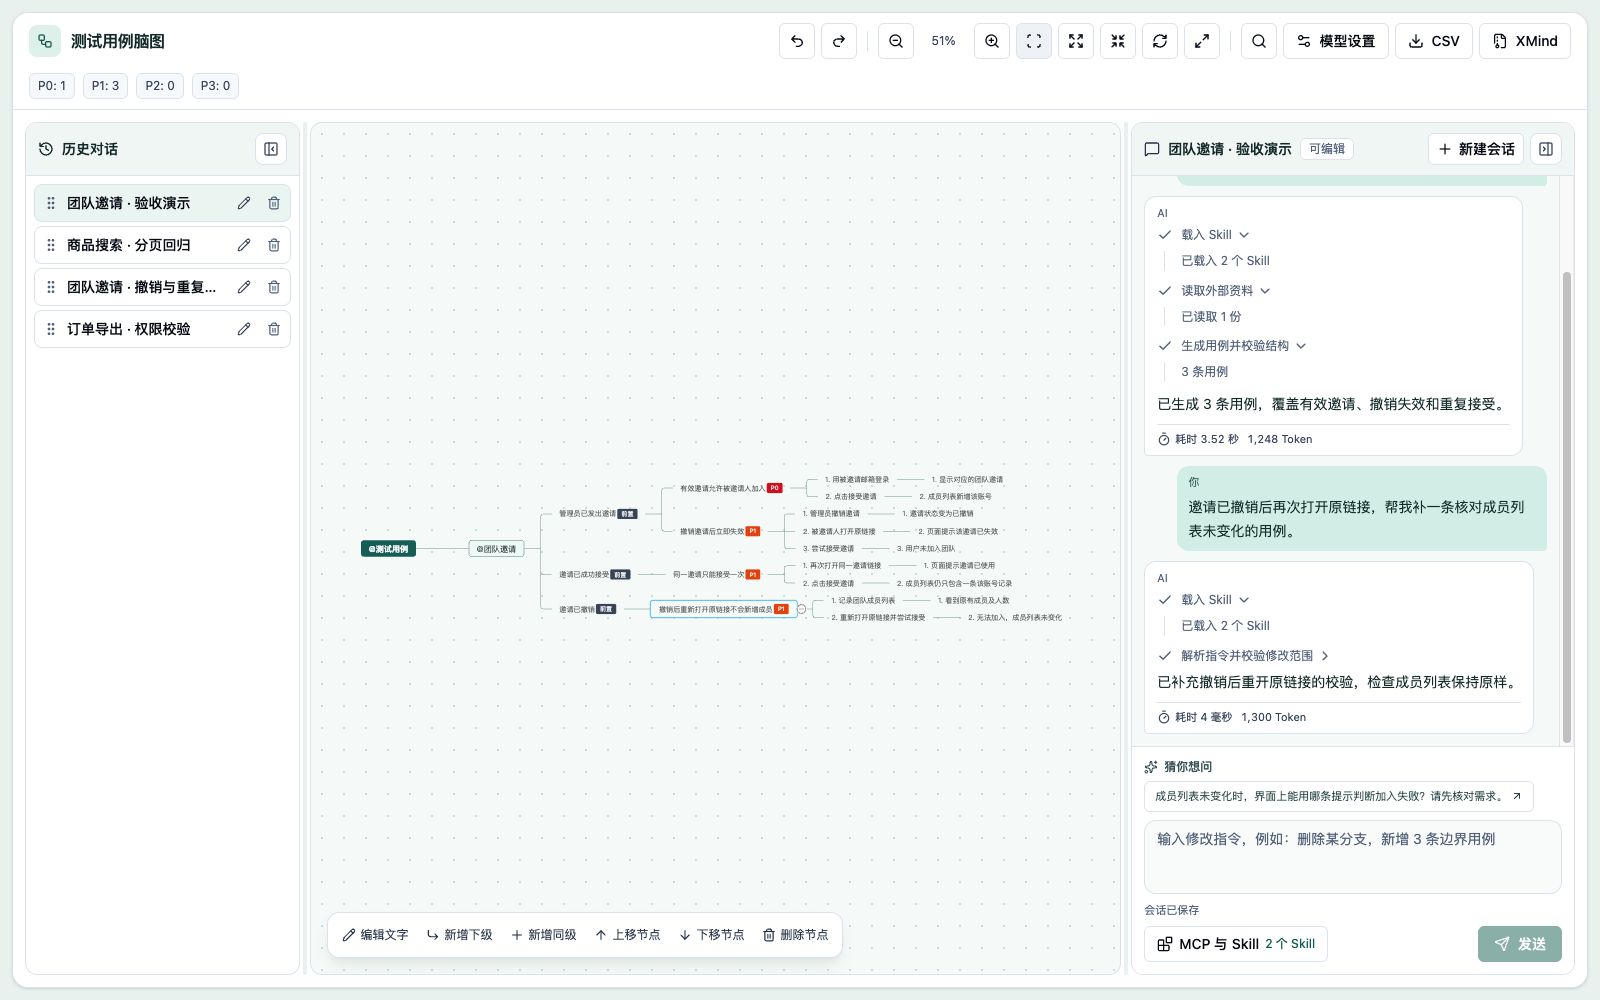 测试用例脑图
51%
模型设置
CSV
XMind
P0: 1
P1: 3
P2: 0
P3: 0
历史对话
团队邀请 · 验收演示
商品搜索 · 分页回归
团队邀请 · 撤销与重复...
订单导出 · 权限校验
@测试用例
@团队邀请
管理员已发出邀请 前置
有效邀请允许被邀请人加入 P0
1. 用被邀请邮箱登录
1. 显示对应的团队邀请
2. 点击接受邀请
2. 成员列表新增该账号
撤销邀请后立即失效 P1
1. 管理员撤销邀请
1. 邀请状态变为已撤销
2. 被邀请人打开原链接
2. 页面提示该邀请已失效
3. 尝试接受邀请
3. 用户未加入团队
邀请已成功接受 前置
同一邀请只能接受一次 P1
1. 再次打开同一邀请链接
1. 页面提示邀请已使用
2. 点击接受邀请
2. 成员列表仍只包含一条该账号记录
邀请已撤销 前置
撤销后重新打开原链接不会新增成员 P1
1. 记录团队成员列表
1. 看到原有成员及人数
2. 重新打开原链接并尝试接受
2. 无法加入，成员列表未变化
编辑文字
新增下级
新增同级
上移节点
下移节点
删除节点
团队邀请 · 验收演示
可编辑
新建会话
AI
载入 Skill
已载入 2 个 Skill
读取外部资料
已读取 1 份
生成用例并校验结构
3 条用例
已生成 3 条用例，覆盖有效邀请、撤销失效和重复接受。
耗时 3.52 秒 1,248 Token
你
邀请已撤销后再次打开原链接，帮我补一条核对成员列
表未变化的用例。
AI
载入 Skill
已载入 2 个 Skill
解析指令并校验修改范围
已补充撤销后重开原链接的校验，检查成员列表保持原样。
耗时 4 毫秒 1,300 Token
猜你想问
成员列表未变化时，界面上能用哪条提示判断加入失败？请先核对需求。
输入修改指令，例如：删除某分支，新增 3 条边界用例
会话已保存
MCP 与 Skill 2 个 Skill
发送